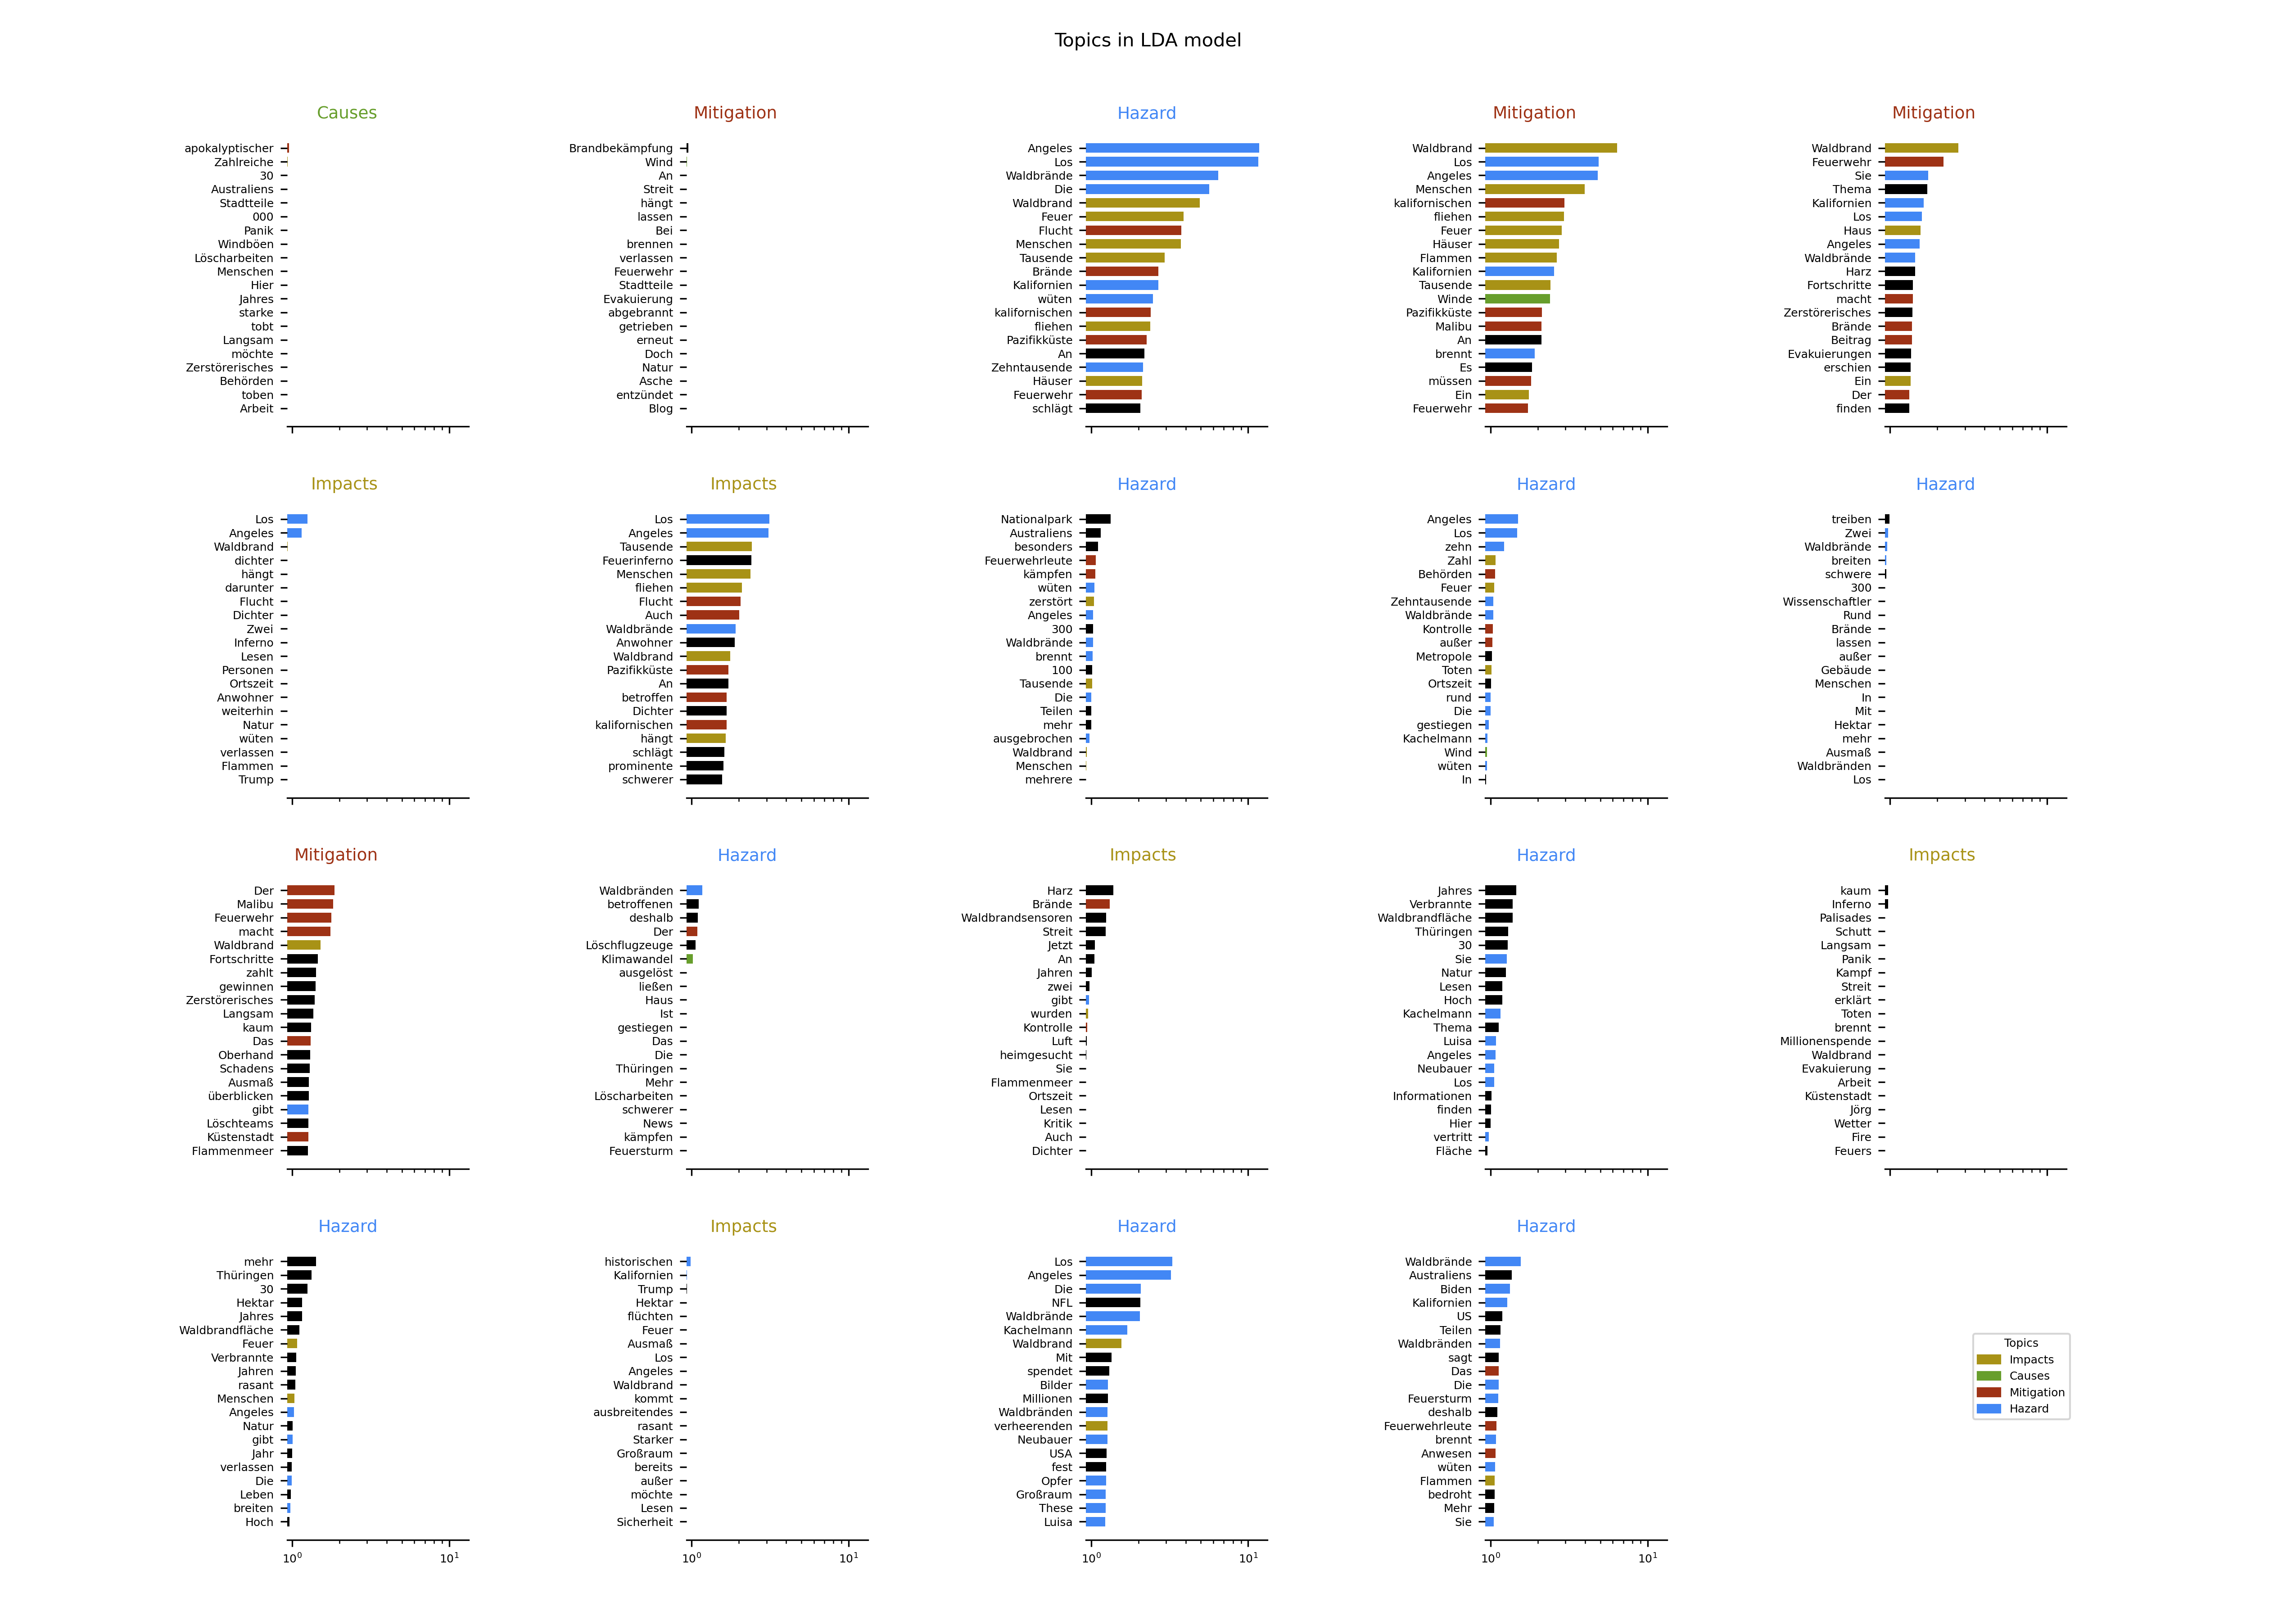 Topics in LDA model
Causes
apokalyptischer
Zahlreiche
30
Australiens
Stadtteile
000
Panik
Windböen
Löscharbeiten
Menschen
Hier
Jahres
starke
tobt
Langsam
möchte
Zerstörerisches
Behörden
toben
Arbeit
Mitigation
Brandbekämpfung
Wind
An
Streit
hängt
lassen
Bei
brennen
verlassen
Feuerwehr
Stadtteile
Evakuierung
abgebrannt
getrieben
erneut
Doch
Natur
Asche
entzündet
Blog
Hazard
Angeles
Los
Waldbrände
Die
Waldbrand
Feuer
Flucht
Menschen
Tausende
Brände
Kalifornien
wüten
kalifornischen
fliehen
Pazifikküste
An
Zehntausende
Häuser
Feuerwehr
schlägt
Mitigation
Waldbrand
Los
Angeles
Menschen
kalifornischen
fliehen
Feuer
Häuser
Flammen
Kalifornien
Tausende
Winde
Pazifikküste
Malibu
An
brennt
Es
müssen
Ein
Feuerwehr
Mitigation
Waldbrand
Feuerwehr
Sie
Thema
Kalifornien
Los
Haus
Angeles
Waldbrände
Harz
Fortschritte
macht
Zerstörerisches
Brände
Beitrag
Evakuierungen
erschien
Ein
Der
finden
Impacts
Los
Angeles
Waldbrand
dichter
hängt
darunter
Flucht
Dichter
Zwei
Inferno
Lesen
Personen
Ortszeit
Anwohner
weiterhin
Natur
wüten
verlassen
Flammen
Trump
Impacts
Los
Angeles
Tausende
Feuerinferno
Menschen
fliehen
Flucht
Auch
Waldbrände
Anwohner
Waldbrand
Pazifikküste
An
betroffen
Dichter
kalifornischen
hängt
schlägt
prominente
schwerer
Hazard
Nationalpark
Australiens
besonders
Feuerwehrleute
kämpfen
wüten
zerstört
Angeles
300
Waldbrände
brennt
100
Tausende
Die
Teilen
mehr
ausgebrochen
Waldbrand
Menschen
mehrere
Hazard
Angeles
Los
zehn
Zahl
Behörden
Feuer
Zehntausende
Waldbrände
Kontrolle
außer
Metropole
Toten
Ortszeit
rund
Die
gestiegen
Kachelmann
Wind
wüten
In
Hazard
treiben
Zwei
Waldbrände
breiten
schwere
300
Wissenschaftler
Rund
Brände
lassen
außer
Gebäude
Menschen
In
Mit
Hektar
mehr
Ausmaß
Waldbränden
Los
Mitigation
Der
Malibu
Feuerwehr
macht
Waldbrand
Fortschritte
zahlt
gewinnen
Zerstörerisches
Langsam
kaum
Das
Oberhand
Schadens
Ausmaß
überblicken
gibt
Löschteams
Küstenstadt
Flammenmeer
Hazard
Waldbränden
betroffenen
deshalb
Der
Löschflugzeuge
Klimawandel
ausgelöst
ließen
Haus
Ist
gestiegen
Das
Die
Thüringen
Mehr
Löscharbeiten
schwerer
News
kämpfen
Feuersturm
Impacts
Harz
Brände
Waldbrandsensoren
Streit
Jetzt
An
Jahren
zwei
gibt
wurden
Kontrolle
Luft
heimgesucht
Sie
Flammenmeer
Ortszeit
Lesen
Kritik
Auch
Dichter
Hazard
Jahres
Verbrannte
Waldbrandfläche
Thüringen
30
Sie
Natur
Lesen
Hoch
Kachelmann
Thema
Luisa
Angeles
Neubauer
Los
Informationen
finden
Hier
vertritt
Fläche
Impacts
kaum
Inferno
Palisades
Schutt
Langsam
Panik
Kampf
Streit
erklärt
Toten
brennt
Millionenspende
Waldbrand
Evakuierung
Arbeit
Küstenstadt
Jörg
Wetter
Fire
Feuers
Hazard
mehr
Thüringen
30
Hektar
Jahres
Waldbrandfläche
Feuer
Verbrannte
Jahren
rasant
Menschen
Angeles
Natur
gibt
Jahr
verlassen
Die
Leben
breiten
Hoch
10⁰ 10¹
Impacts
historischen
Kalifornien
Trump
Hektar
flüchten
Feuer
Ausmaß
Los
Angeles
Waldbrand
kommt
ausbreitendes
rasant
Starker
Großraum
bereits
außer
möchte
Lesen
Sicherheit
10⁰ 10¹
Hazard
Los
Angeles
Die
NFL
Waldbrände
Kachelmann
Waldbrand
Mit
spendet
Bilder
Millionen
Waldbränden
verheerenden
Neubauer
USA
fest
Opfer
Großraum
These
Luisa
10⁰ 10¹
Hazard
Waldbrände
Australiens
Biden
Kalifornien
US
Teilen
Waldbränden
sagt
Das
Die
Feuersturm
deshalb
Feuerwehrleute
brennt
Anwesen
wüten
Flammen
bedroht
Mehr
Sie
10⁰ 10¹
Topics
Impacts
Causes
Mitigation
Hazard